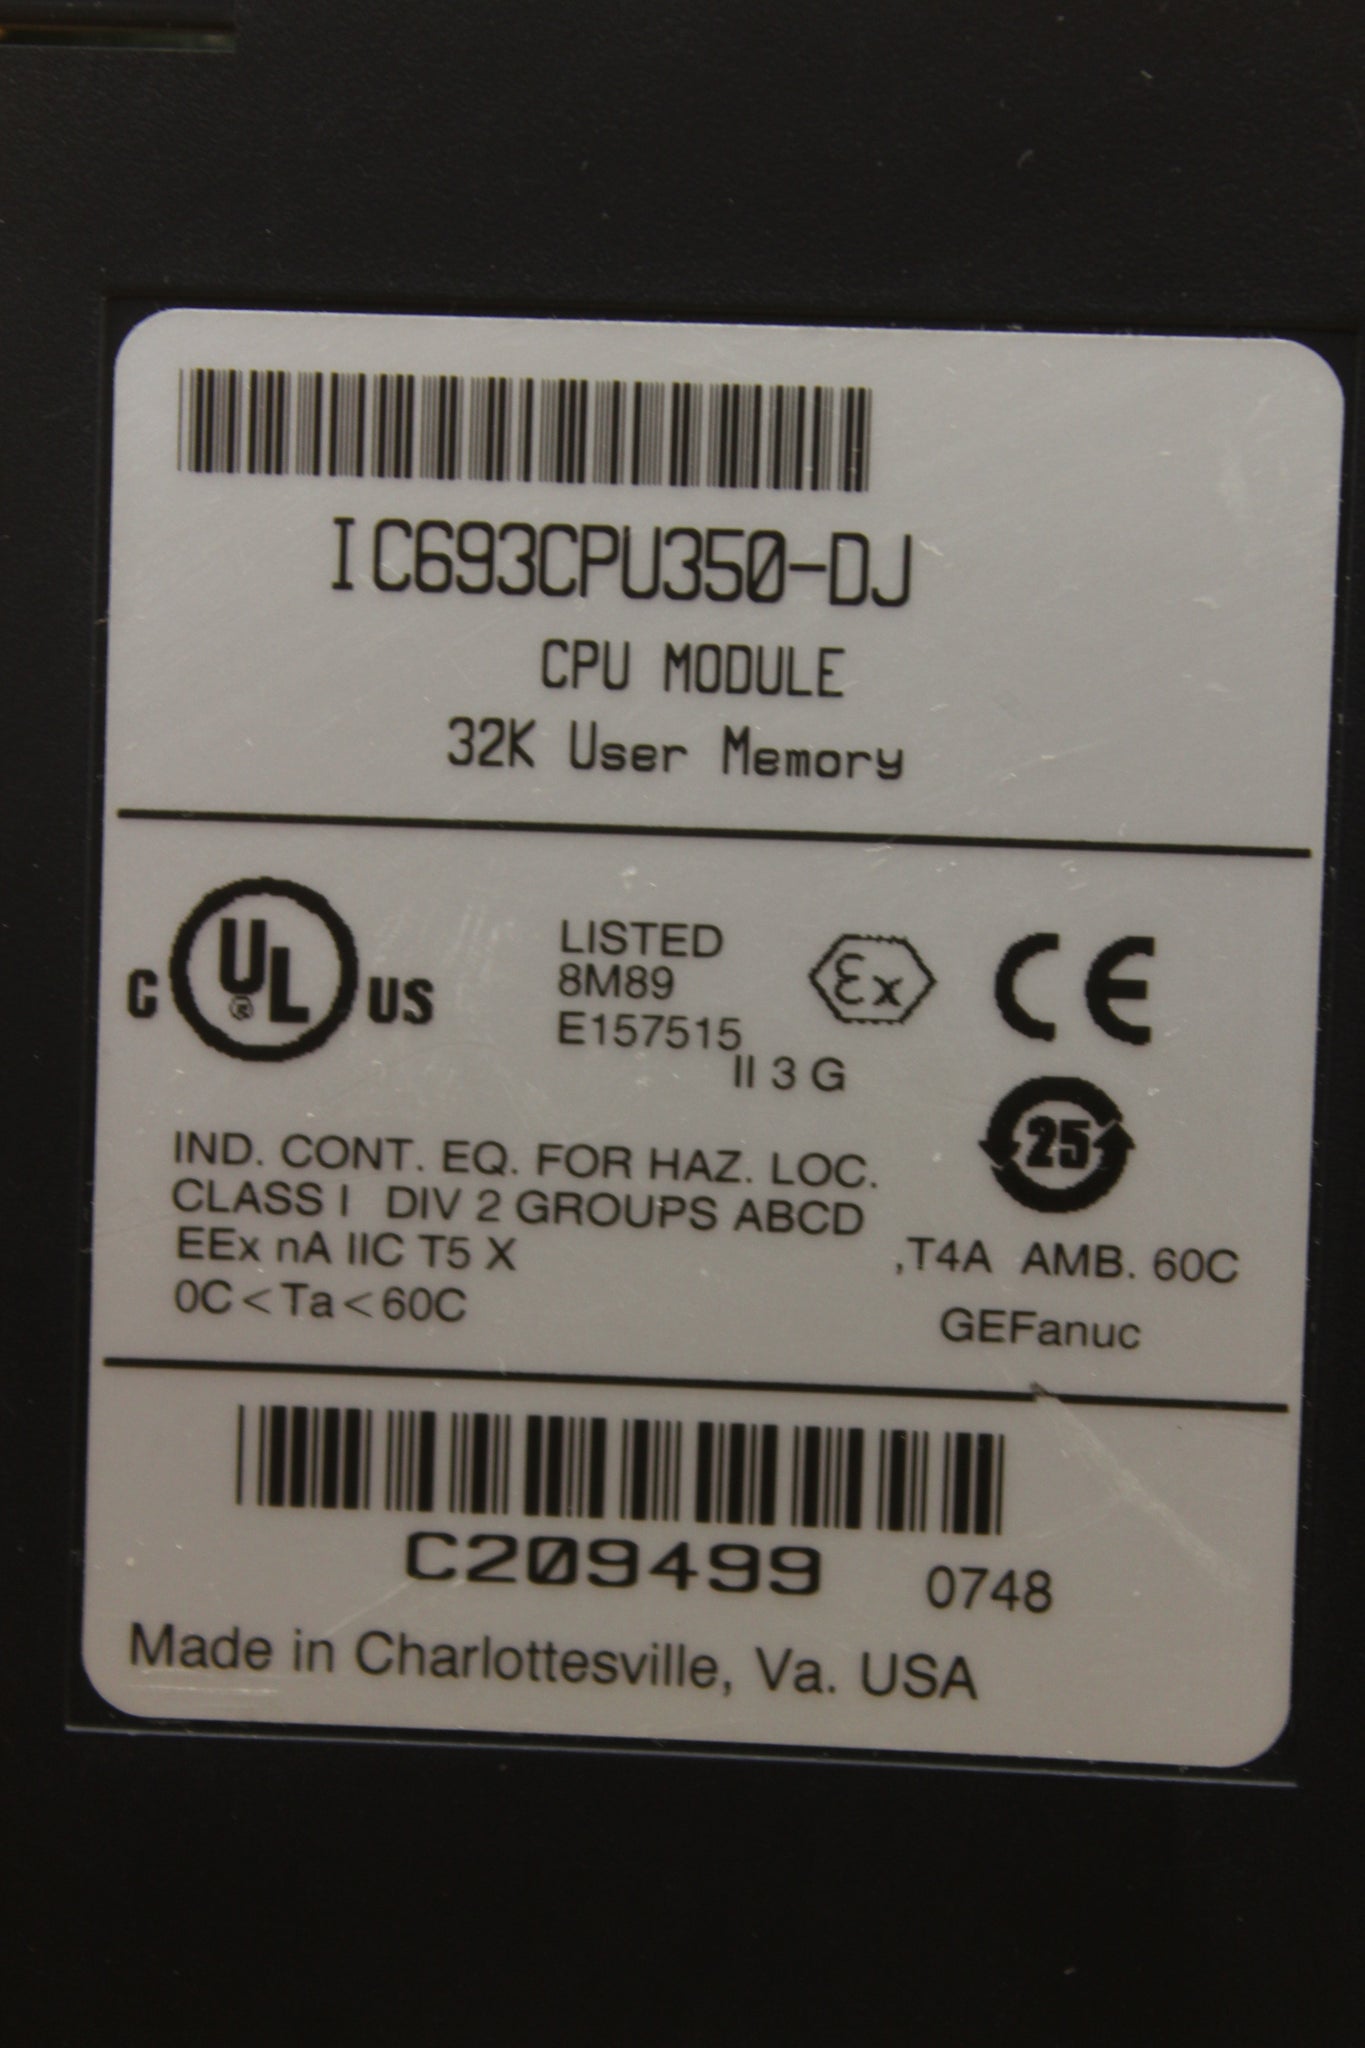 IC693CPU350-DJ
CPU MODULE
32K User Memory
C UL® US
LISTED
8M89
E157515
Ex
CE
II 3 G
25
IND. CONT. EQ. FOR HAZ. LOC.
CLASS I DIV 2 GROUPS ABCD
,T4A AMB. 60C
EEx nA IIC T5 X
0C<Ta<60C
GEFanuc
C209499 0748
Made in Charlottesville, Va. USA